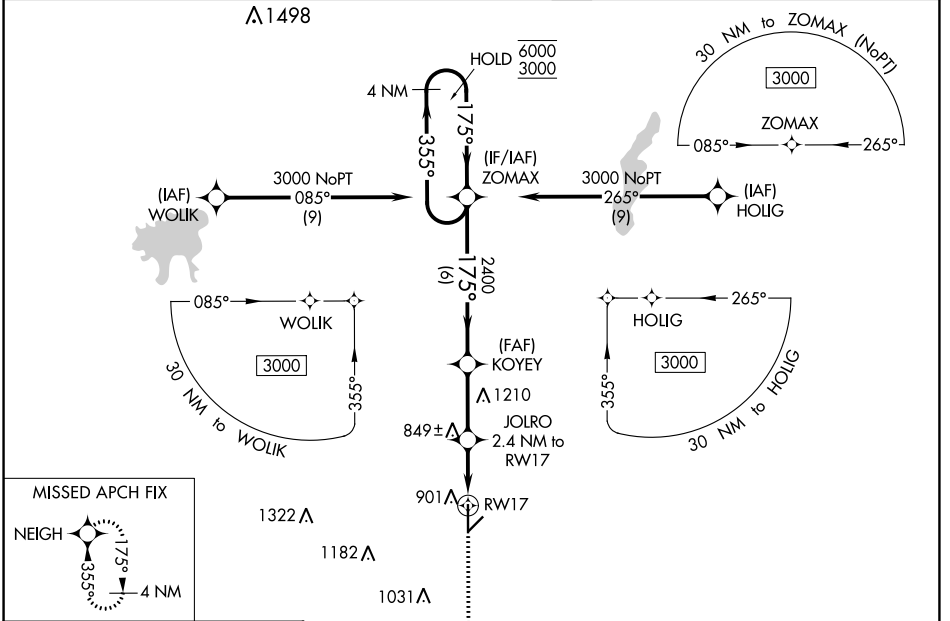 1498
HOLD 6000
3000
4 NM
175°
355°
30 NM to ZOMAX (NoPT)
3000
ZOMAX
085°
265°
(IF/IAF)
ZOMAX
(IAF)
WOLIK
3000 NoPT
085°
(9)
3000 NoPT
265°
(9)
(IAF)
HOLIG
2400
175°
(6)
085°
WOLIK
3000
355°
30 NM to WOLIK
265°
HOLIG
3000
355°
30 NM to HOLIG
(FAF)
KOYEY
1210
849±
JOLRO
2.4 NM to
RW17
901
RW17
1322
1182
1031
MISSED APCH FIX
NEIGH
175°
355°
4 NM